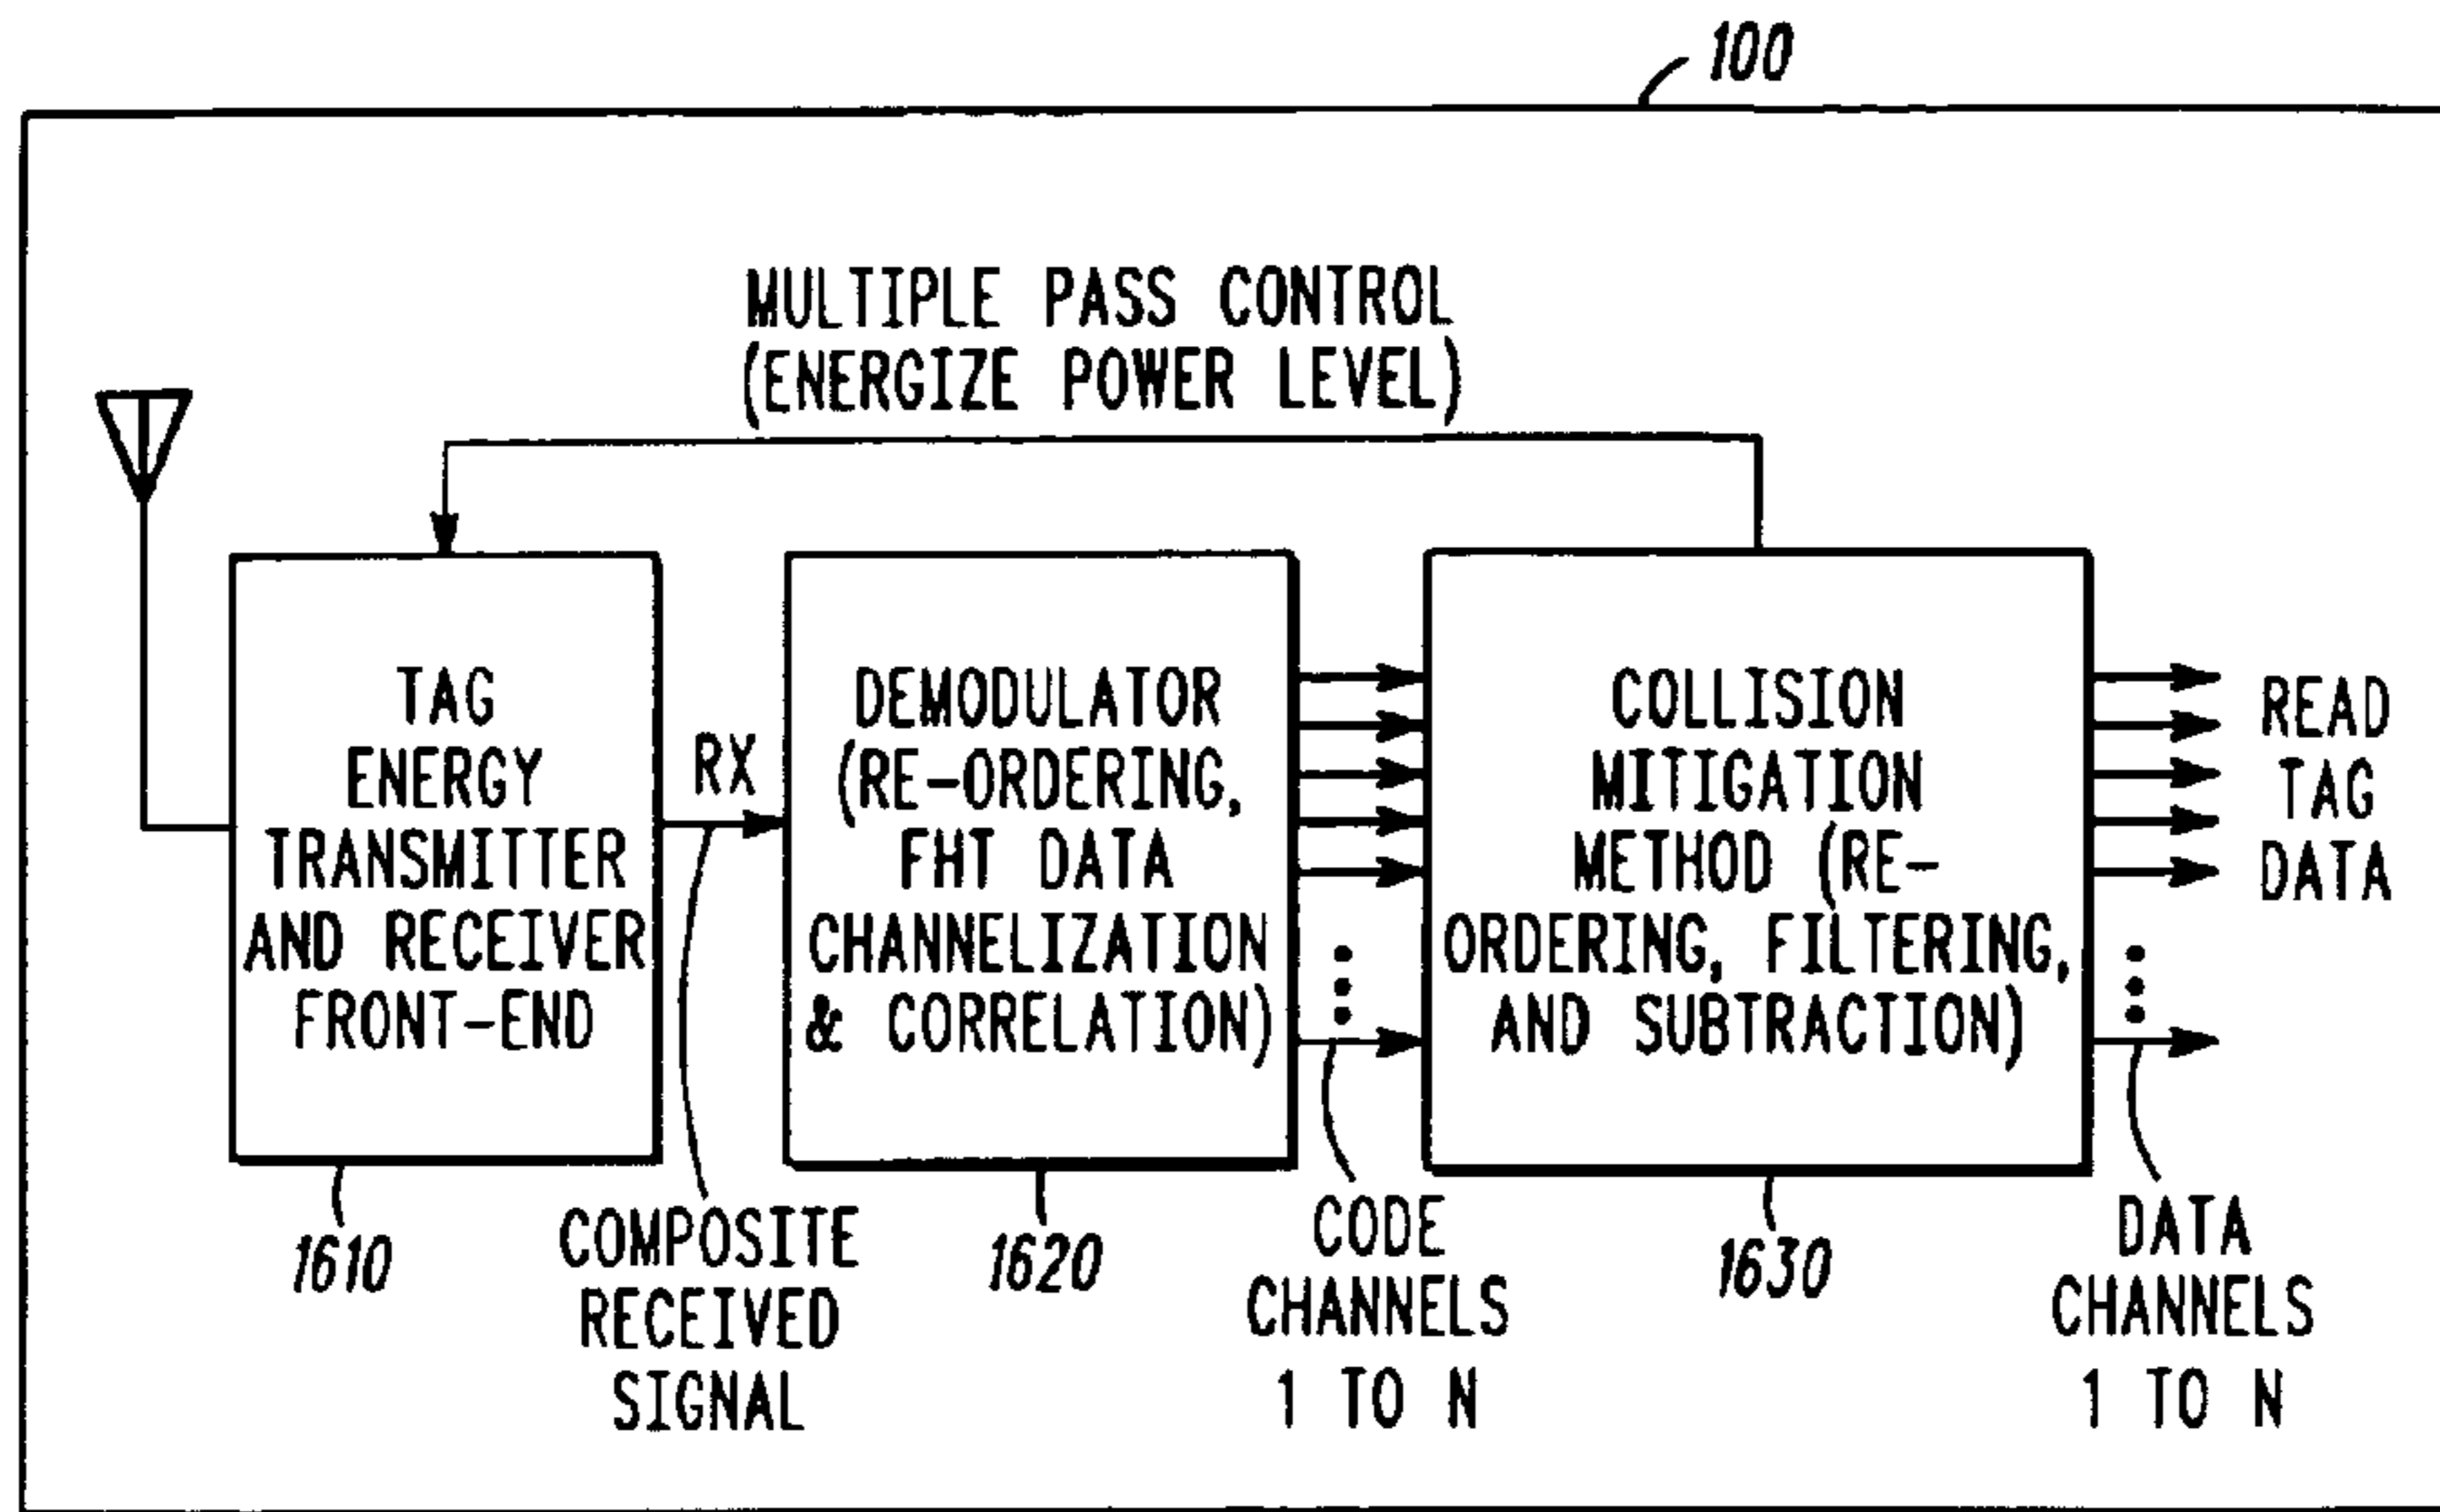 100
MULTIPLE PASS CONTROL
(ENERGIZE POWER LEVEL)
TAG
ENERGY
TRANSMITTER
AND RECEIVER
FRONT-END
RX
DEMODULATOR
(RE-ORDERING,
FHT DATA
CHANNELIZATION
& CORRELATION)
COLLISION
MITIGATION
METHOD (RE-
ORDERING, FILTERING,
AND SUBTRACTION)
READ
TAG
DATA
1610
COMPOSITE
RECEIVED
SIGNAL
1620
CODE
CHANNELS
1 TO N
1630
DATA
CHANNELS
1 TO N